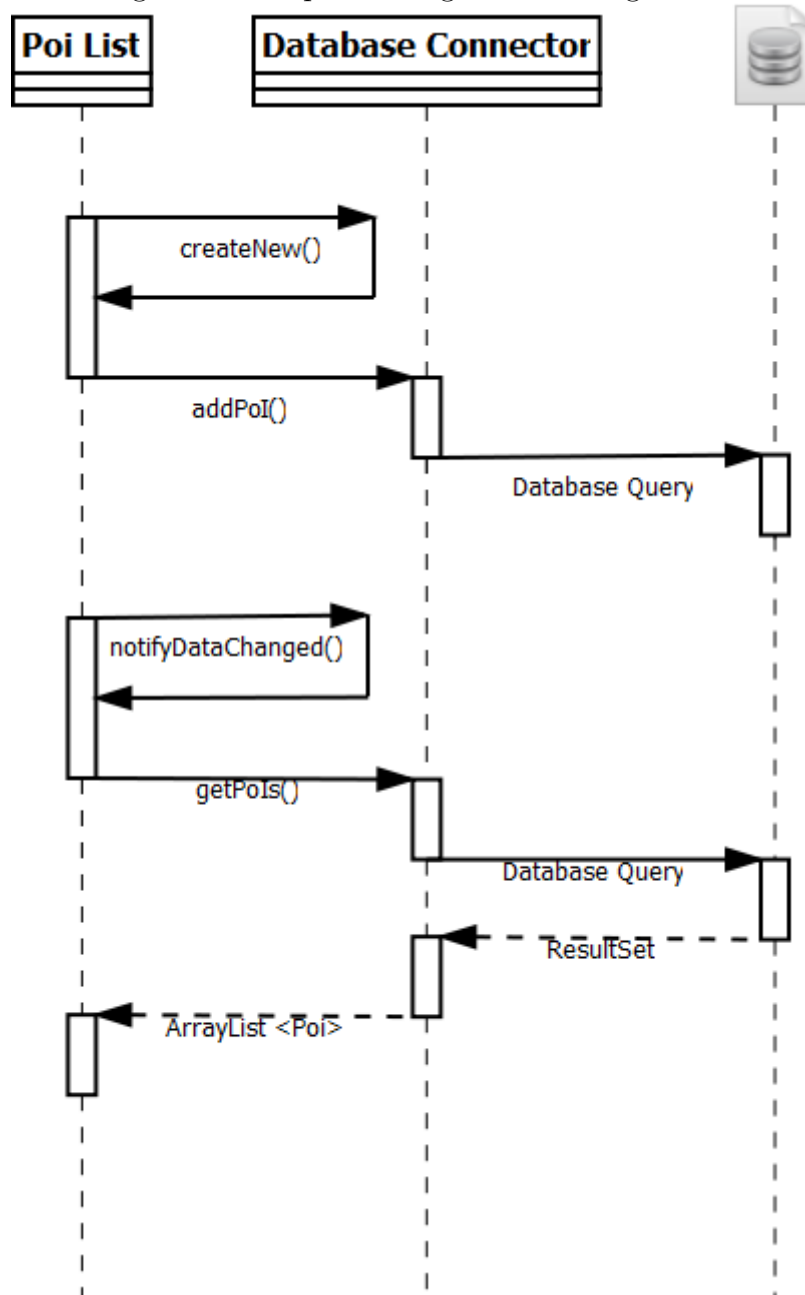 Poi List
Database Connector
createNew()
addPoI()
Database Query
notifyDataChanged()
getPoIs()
Database Query
ResultSet
ArrayList <Poi>